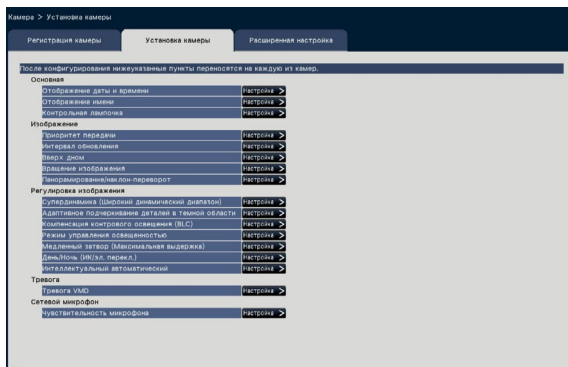 Камера > Установка камеры
Регистрация камеры Установка камеры Расширенная настройка
После конфигурирования нижеуказанные пункты переносятся на каждую из камер.
Основная
Отображение даты и времени Настройка >
Отображение имени Настройка >
Контрольная лампочка Настройка >
Изображение
Приоритет передачи Настройка >
Интервал обновления Настройка >
Вверх дном Настройка >
Вращение изображения Настройка >
Панорамирование/наклон-переворот Настройка >
Регулировка изображения
Супердинамика (Широкий динамический диапазон) Настройка >
Адаптивное подчеркивание деталей в темной области Настройка >
Компенсация контрового освещения (BLC) Настройка >
Режим управления освещенностью Настройка >
Медленный затвор (Максимальная выдержка) Настройка >
День/Ночь (ИК/эл. перекл.) Настройка >
Интеллектуальный автоматический Настройка >
Тревога
Тревога VMD Настройка >
Сетевой микрофон
Чувствительность микрофона Настройка >